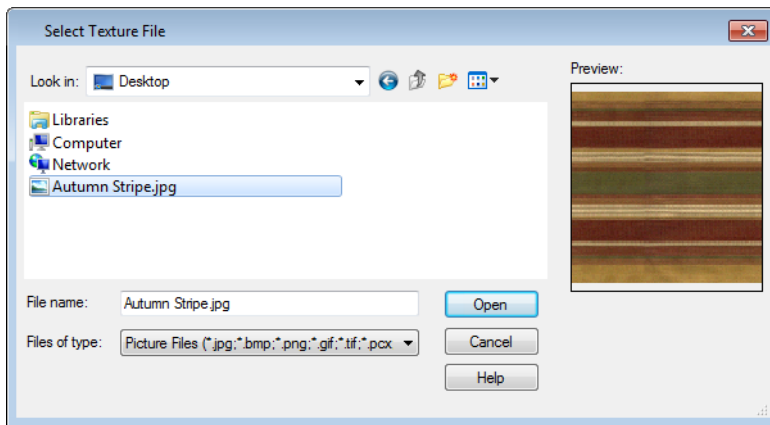 Select Texture File
Look in: Desktop
Preview:
Libraries
Computer
Network
Autumn Stripe.jpg
File name: Autumn Stripe.jpg Open
Files of type: Picture Files (*.jpg;*.bmp;*.png;*.gif;*.tif;*.pcx Cancel
Help